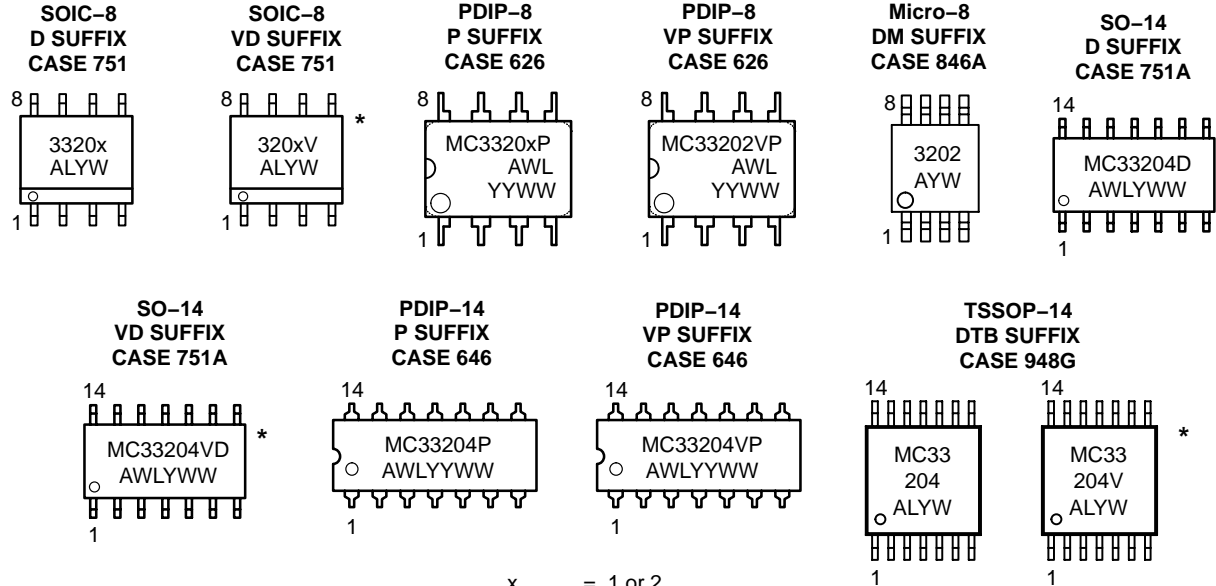 SOIC–8
D SUFFIX
CASE 751
8
3320x
ALYW
1
SOIC–8
VD SUFFIX
CASE 751
8
*
320xV
ALYW
1
PDIP–8
P SUFFIX
CASE 626
8
MC3320xP
AWL
YYWW
1
PDIP–8
VP SUFFIX
CASE 626
8
MC33202VP
AWL
YYWW
1
Micro–8
DM SUFFIX
CASE 846A
8
3202
AYW
1
SO–14
D SUFFIX
CASE 751A
14
MC33204D
AWLYWW
1
SO–14
VD SUFFIX
CASE 751A
14
*
MC33204VD
AWLYWW
1
PDIP–14
P SUFFIX
CASE 646
14
MC33204P
AWLYYWW
1
PDIP–14
VP SUFFIX
CASE 646
14
MC33204VP
AWLYYWW
1
TSSOP–14
DTB SUFFIX
CASE 948G
14
MC33
204
ALYW
1
14
*
MC33
204V
ALYW
1
x = 1 or 2